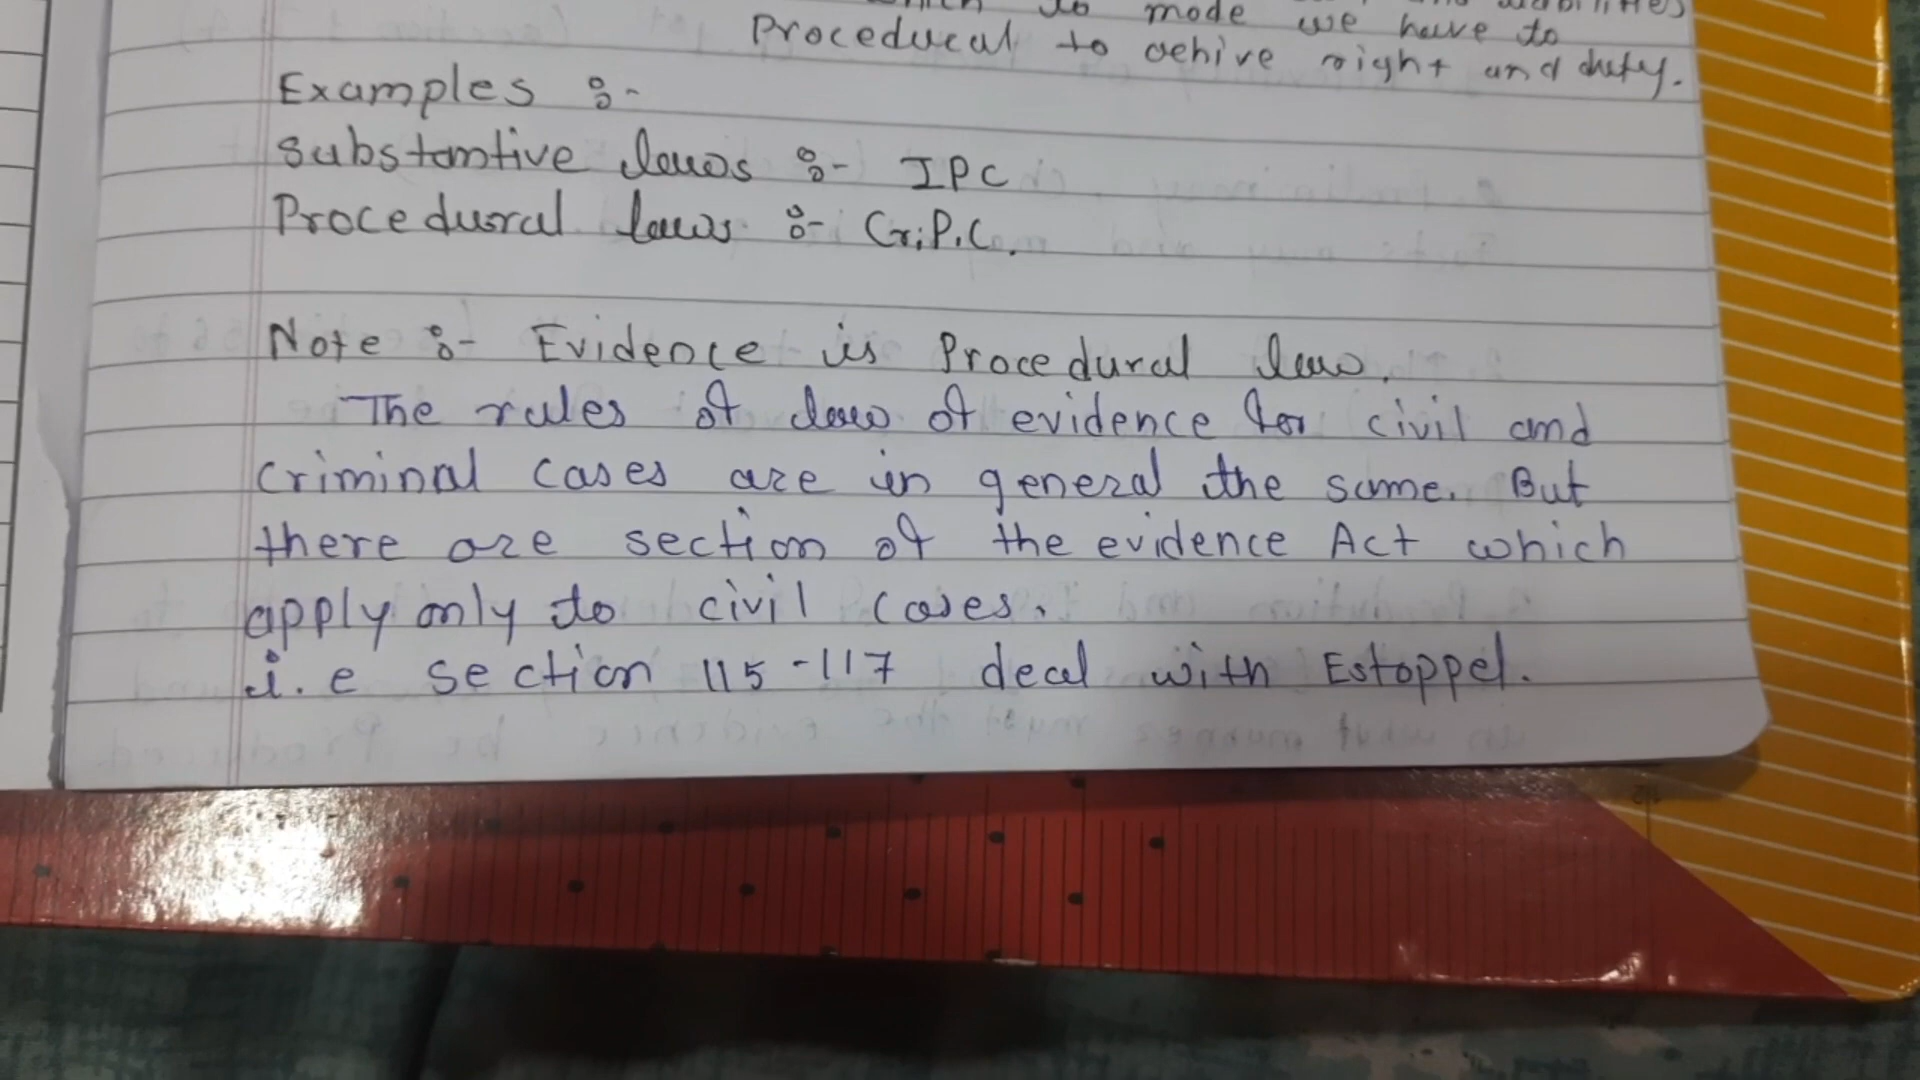 to mode we have to
Procedural to achive right and duty.
Examples :-
substantive laws :- IPC
Procedural laws :- Cr.P.C.
Note :- Evidence is Procedural law.
The rules of law of evidence for civil and
criminal cases are in general the same. But
there are section of the evidence Act which
apply only to civil cases.
i.e section 115-117 deal with Estoppel.